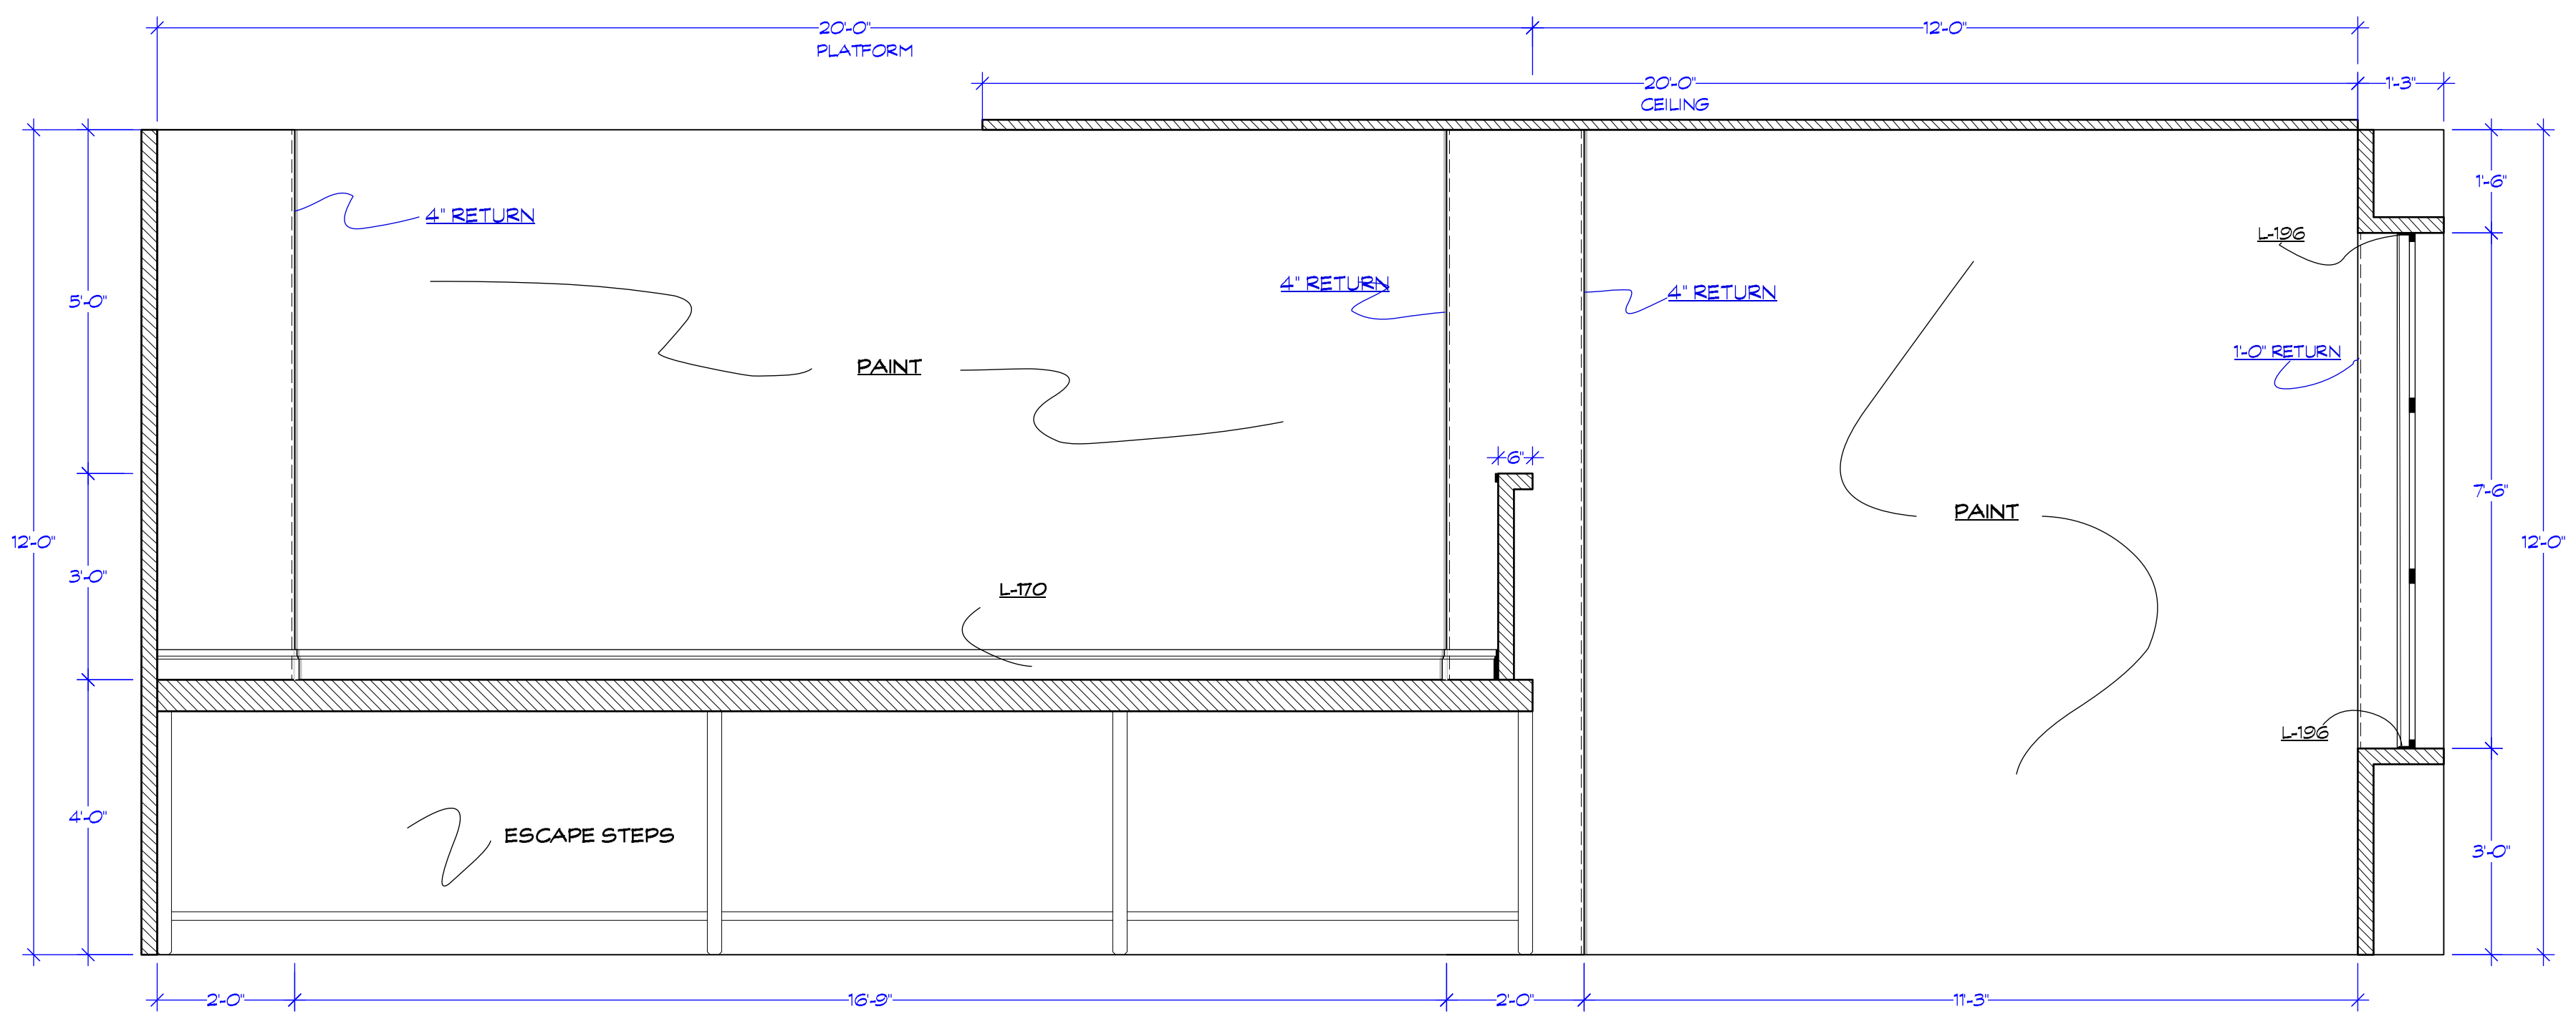 20'-0"
12'-0"
PLATFORM
20'-0"
1'-3"
CEILING
1'-6"
4" RETURN
L-196
4" RETURN
4" RETURN
5'-0"
1'-0" RETURN
PAINT
6"
7'-6"
PAINT
12'-0"
12'-0"
3'-0"
L-170
L-196
4'-0"
ESCAPE STEPS
3'-0"
2'-0"
16'-9"
2'-0"
11'-3"